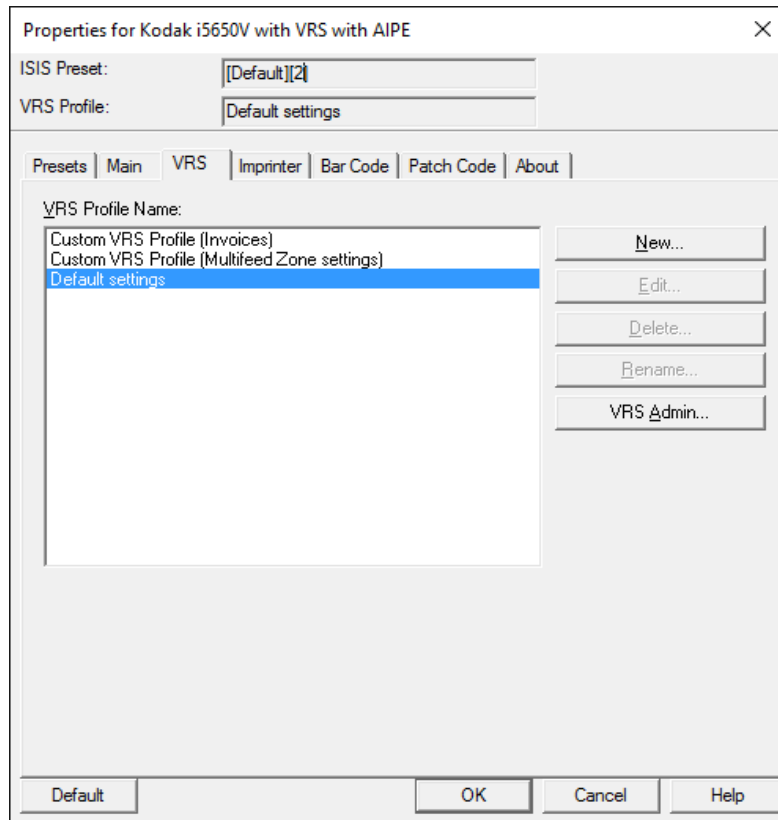 Properties for Kodak i5650V with VRS with AIPE
ISIS Preset:
[Default][2]
VRS Profile:
Default settings
Presets
Main
VRS
Imprinter
Bar Code
Patch Code
About
VRS Profile Name:
Custom VRS Profile (Invoices)
Custom VRS Profile (Multifeed Zone settings)
Default settings
New...
Edit...
Delete...
Rename...
VRS Admin...
Default
OK
Cancel
Help